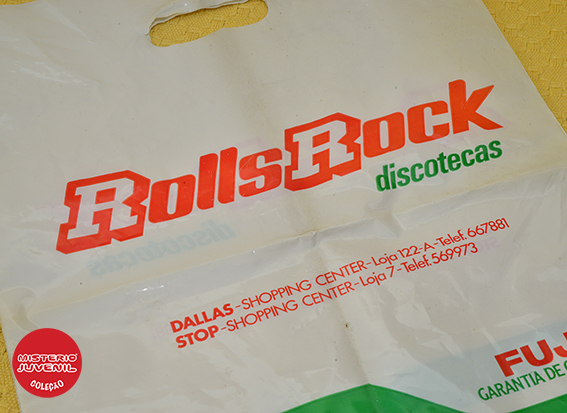 RollsRock
discotecas
DALLAS-SHOPPING CENTER-Loja 122-A-Telef. 667881
STOP-SHOPPING CENTER-Loja 7-Telef. 569973
GARANTIA DE
MISTERIO
JUVENIL
COLEÇÃO